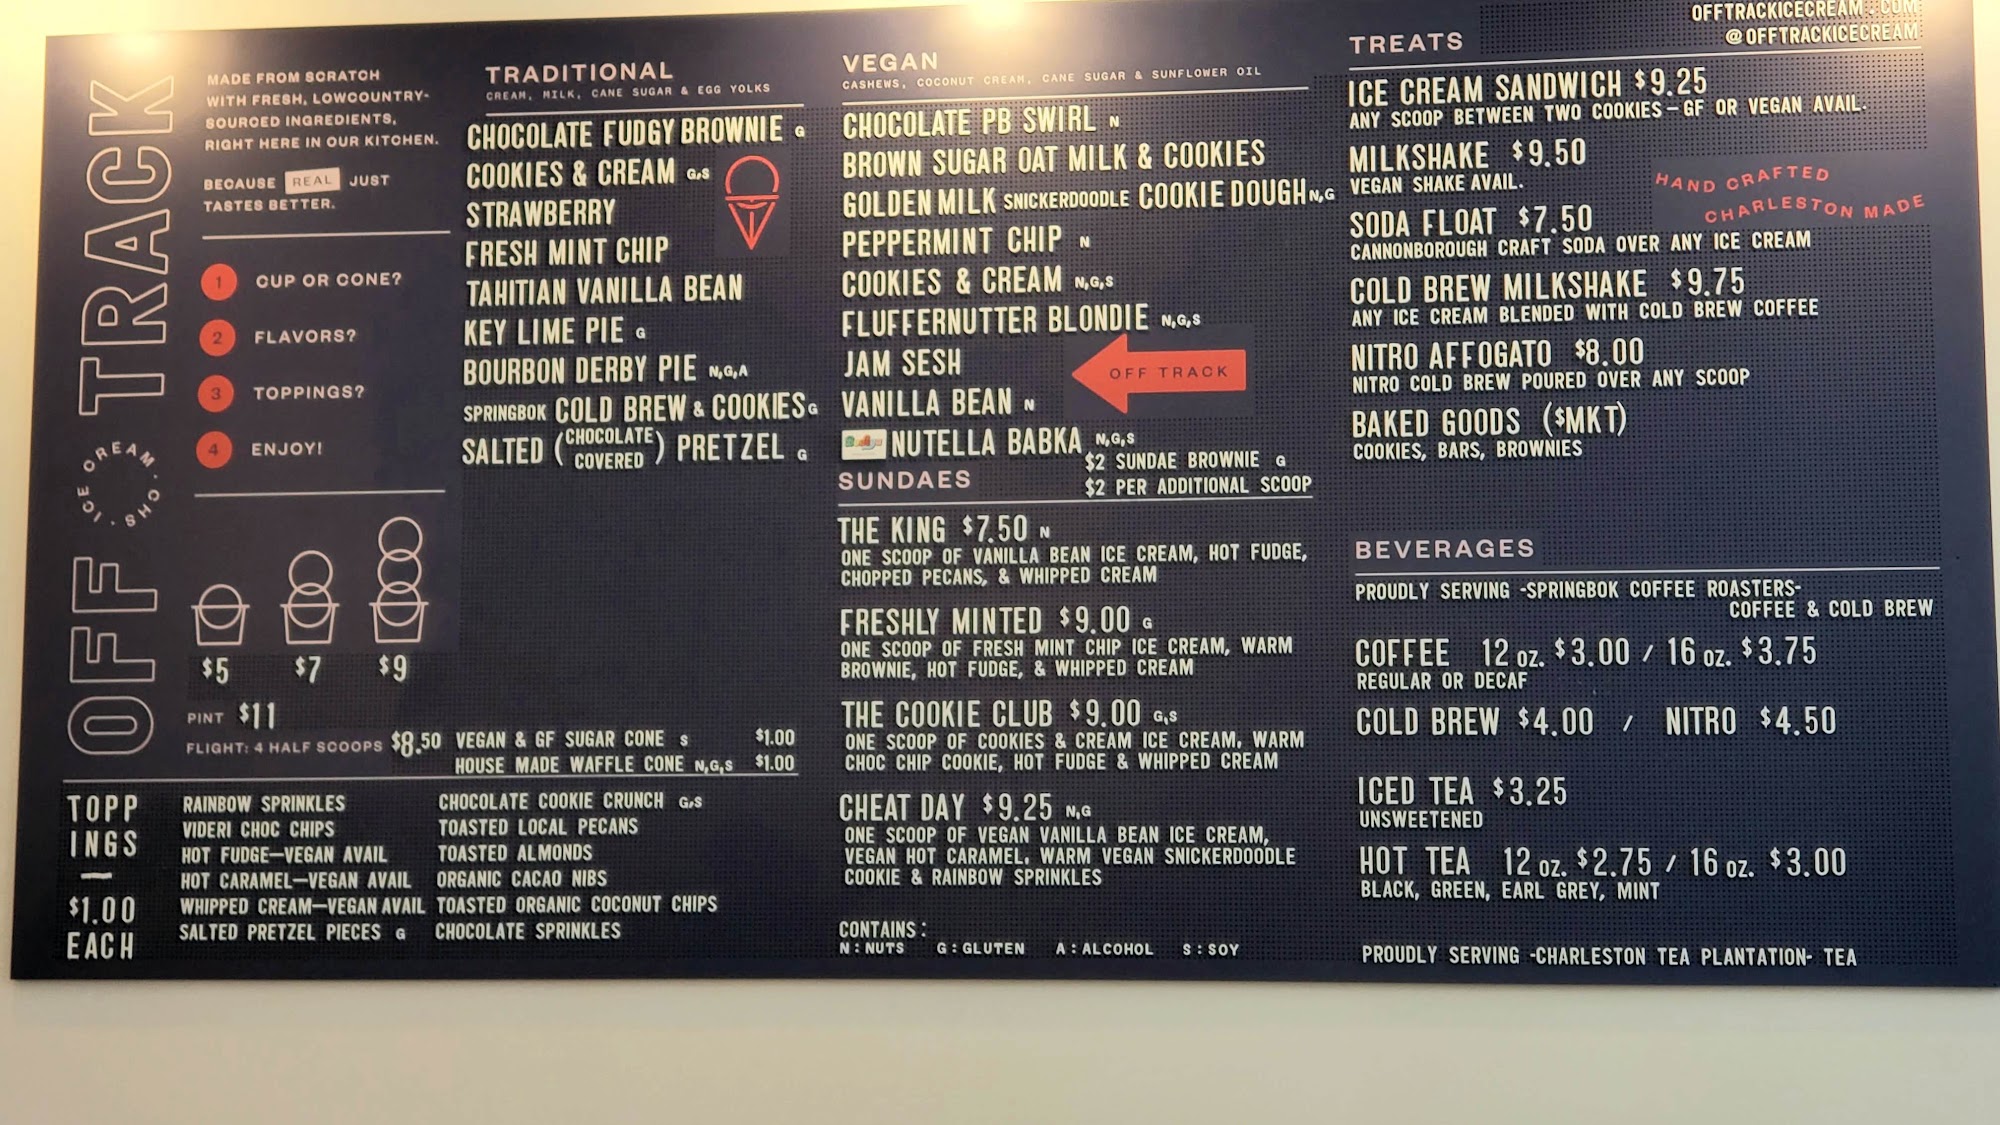 OFF TRACK
ICE CREAM . CHS .
MADE FROM SCRATCH
WITH FRESH, LOWCOUNTRY-
SOURCED INGREDIENTS,
RIGHT HERE IN OUR KITCHEN.
BECAUSE REAL JUST
TASTES BETTER.
1 CUP OR CONE?
2 FLAVORS?
3 TOPPINGS?
4 ENJOY!
$5 $7 $9
PINT $11
FLIGHT: 4 HALF SCOOPS $8.50
VEGAN & GF SUGAR CONE S $1.00
HOUSE MADE WAFFLE CONE N,G,S $1.00
TRADITIONAL
CREAM, MILK, CANE SUGAR & EGG YOLKS
CHOCOLATE FUDGY BROWNIE G
COOKIES & CREAM G,S
STRAWBERRY
FRESH MINT CHIP
TAHITIAN VANILLA BEAN
KEY LIME PIE G
BOURBON DERBY PIE N,G,A
SPRINGBOK COLD BREW & COOKIES G
SALTED (CHOCOLATE COVERED) PRETZEL G
TOPP
INGS
—
$1.00
EACH
RAINBOW SPRINKLES
VIDERI CHOC CHIPS
HOT FUDGE—VEGAN AVAIL
HOT CARAMEL—VEGAN AVAIL
WHIPPED CREAM—VEGAN AVAIL
SALTED PRETZEL PIECES G
CHOCOLATE COOKIE CRUNCH G,S
TOASTED LOCAL PECANS
TOASTED ALMONDS
ORGANIC CACAO NIBS
TOASTED ORGANIC COCONUT CHIPS
CHOCOLATE SPRINKLES
VEGAN
CASHEWS, COCONUT CREAM, CANE SUGAR & SUNFLOWER OIL
CHOCOLATE PB SWIRL N
BROWN SUGAR OAT MILK & COOKIES
GOLDEN MILK SNICKERDOODLE COOKIE DOUGH N,G
PEPPERMINT CHIP N
COOKIES & CREAM N,G,S
FLUFFERNUTTER BLONDIE N,G,S
JAM SESH
OFF TRACK
VANILLA BEAN N
NUTELLA BABKA N,G,S
SUNDAES
$2 SUNDAE BROWNIE G
$2 PER ADDITIONAL SCOOP
THE KING $7.50 N
ONE SCOOP OF VANILLA BEAN ICE CREAM, HOT FUDGE,
CHOPPED PECANS, & WHIPPED CREAM
FRESHLY MINTED $9.00 G
ONE SCOOP OF FRESH MINT CHIP ICE CREAM, WARM
BROWNIE, HOT FUDGE, & WHIPPED CREAM
THE COOKIE CLUB $9.00 G,S
ONE SCOOP OF COOKIES & CREAM ICE CREAM, WARM
CHOC CHIP COOKIE, HOT FUDGE & WHIPPED CREAM
CHEAT DAY $9.25 N,G
ONE SCOOP OF VEGAN VANILLA BEAN ICE CREAM,
VEGAN HOT CARAMEL, WARM VEGAN SNICKERDOODLE
COOKIE & RAINBOW SPRINKLES
CONTAINS:
N:NUTS G:GLUTEN A:ALCOHOL S:SOY
OFFTRACKICECREAM.COM
@OFFTRACKICECREAM
TREATS
ICE CREAM SANDWICH $9.25
ANY SCOOP BETWEEN TWO COOKIES-GF OR VEGAN AVAIL.
MILKSHAKE $9.50
VEGAN SHAKE AVAIL.
HAND CRAFTED
CHARLESTON MADE
SODA FLOAT $7.50
CANNONBOROUGH CRAFT SODA OVER ANY ICE CREAM
COLD BREW MILKSHAKE $9.75
ANY ICE CREAM BLENDED WITH COLD BREW COFFEE
NITRO AFFOGATO $8.00
NITRO COLD BREW POURED OVER ANY SCOOP
BAKED GOODS ($MKT)
COOKIES, BARS, BROWNIES
BEVERAGES
PROUDLY SERVING -SPRINGBOK COFFEE ROASTERS-
COFFEE & COLD BREW
COFFEE 12 OZ. $3.00 / 16 OZ. $3.75
REGULAR OR DECAF
COLD BREW $4.00 / NITRO $4.50
ICED TEA $3.25
UNSWEETENED
HOT TEA 12 OZ. $2.75 / 16 OZ. $3.00
BLACK, GREEN, EARL GREY, MINT
PROUDLY SERVING -CHARLESTON TEA PLANTATION- TEA